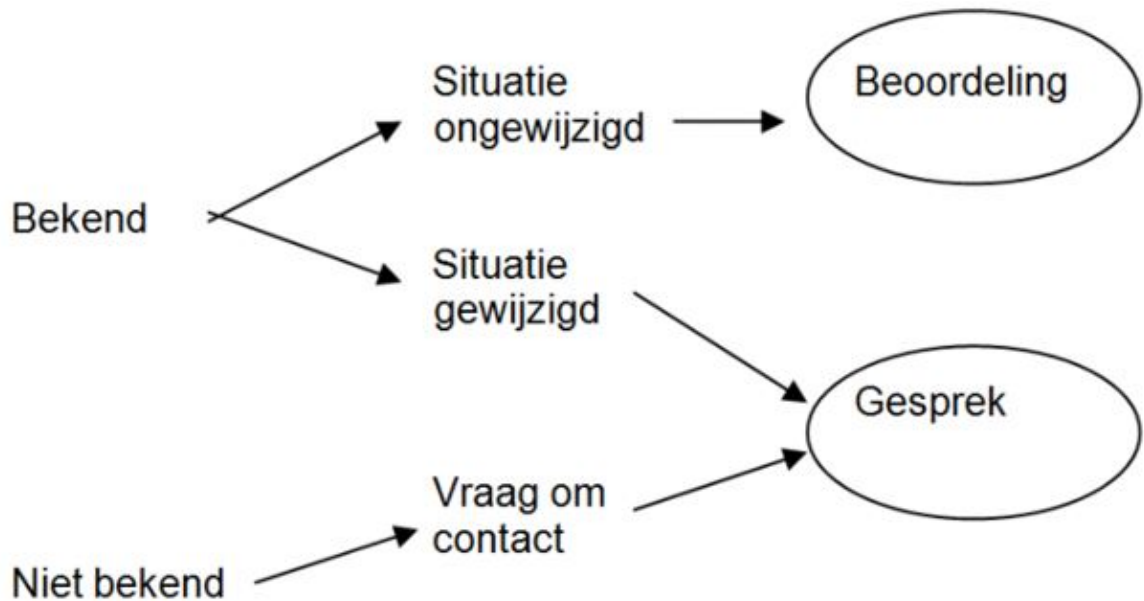 Situatie
ongewijzigd
Beoordeling
Bekend
Situatie
gewijzigd
Gesprek
Vraag om
contact
Niet bekend